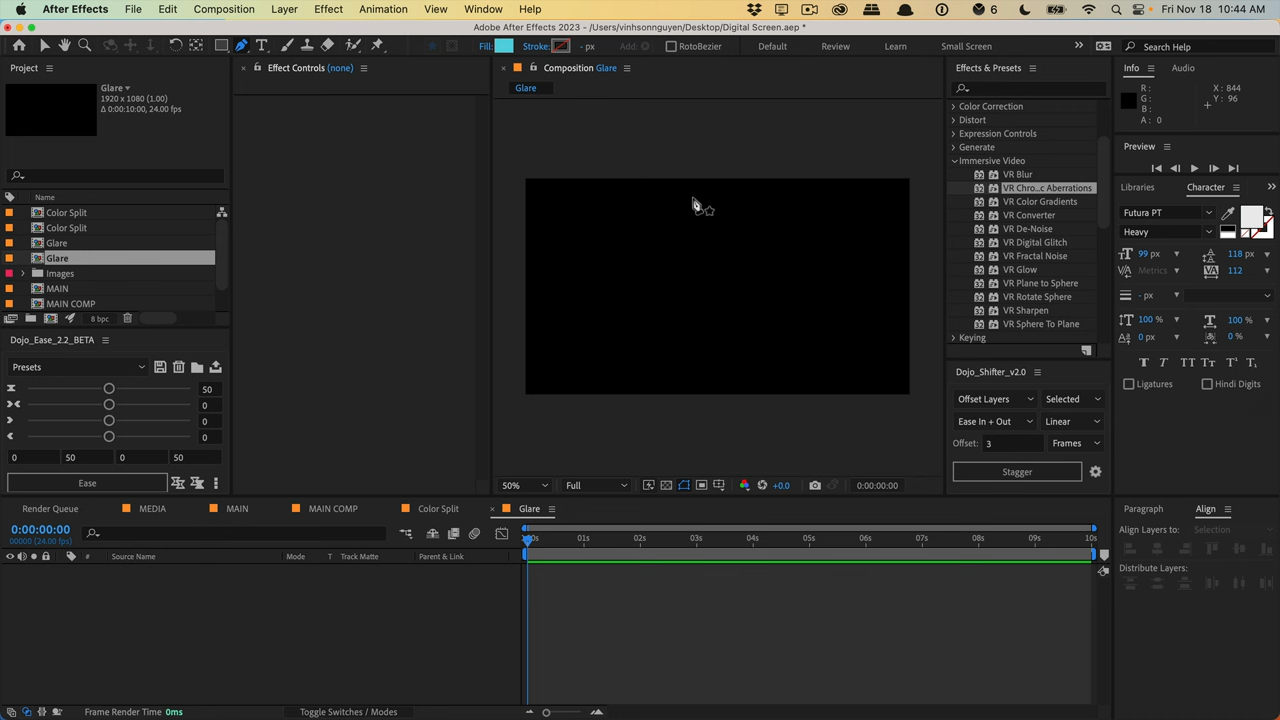 After Effects File Edit Composition Layer Effect Animation View Window Help 6 Fri Nov 18 10:44 AM
Adobe After Effects 2023 - /Users/vinhsonnguyen/Desktop/Digital Screen.aep *
Fill: Stroke: - px Add: RotoBezier Default Review Learn Small Screen Search Help
Project
Glare
1920 x 1080 (1.00)
Δ 0:00:10:00, 24.00 fps
Name
Color Split
Color Split
Glare
Glare
Images
MAIN
MAIN COMP
8 bpc
Dojo_Ease_2.2_BETA
Presets
50
0
0
0
0 50 0 50
Ease
Effect Controls (none)
Composition Glare
Glare
50% Full +0.0 0:00:00:00
Effects & Presets
Color Correction
Distort
Expression Controls
Generate
Immersive Video
VR Blur
VR Chro...c Aberrations
VR Color Gradients
VR Converter
VR De-Noise
VR Digital Glitch
VR Fractal Noise
VR Glow
VR Plane to Sphere
VR Rotate Sphere
VR Sharpen
VR Sphere To Plane
Keying
Dojo_Shifter_v2.0
Offset Layers Selected
Ease In + Out Linear
Offset: 3 Frames
Stagger
Info Audio
R : X : 844
G : Y : 96
B :
A : 0
Preview
Libraries Character
Futura PT
Heavy
99 px 118 px
Metrics 112
- px
100 % 100 %
0 px 0 %
T T TT Tr T¹ T₁
Ligatures Hindi Digits
Render Queue MEDIA MAIN MAIN COMP Color Split Glare
0:00:00:00
00000 (24.00 fps)
# Source Name Mode T Track Matte Parent & Link
01s 02s 03s 04s 05s 06s 07s 08s 09s 10s
Paragraph Align
Align Layers to: Selection
Distribute Layers:
Frame Render Time 0ms Toggle Switches / Modes